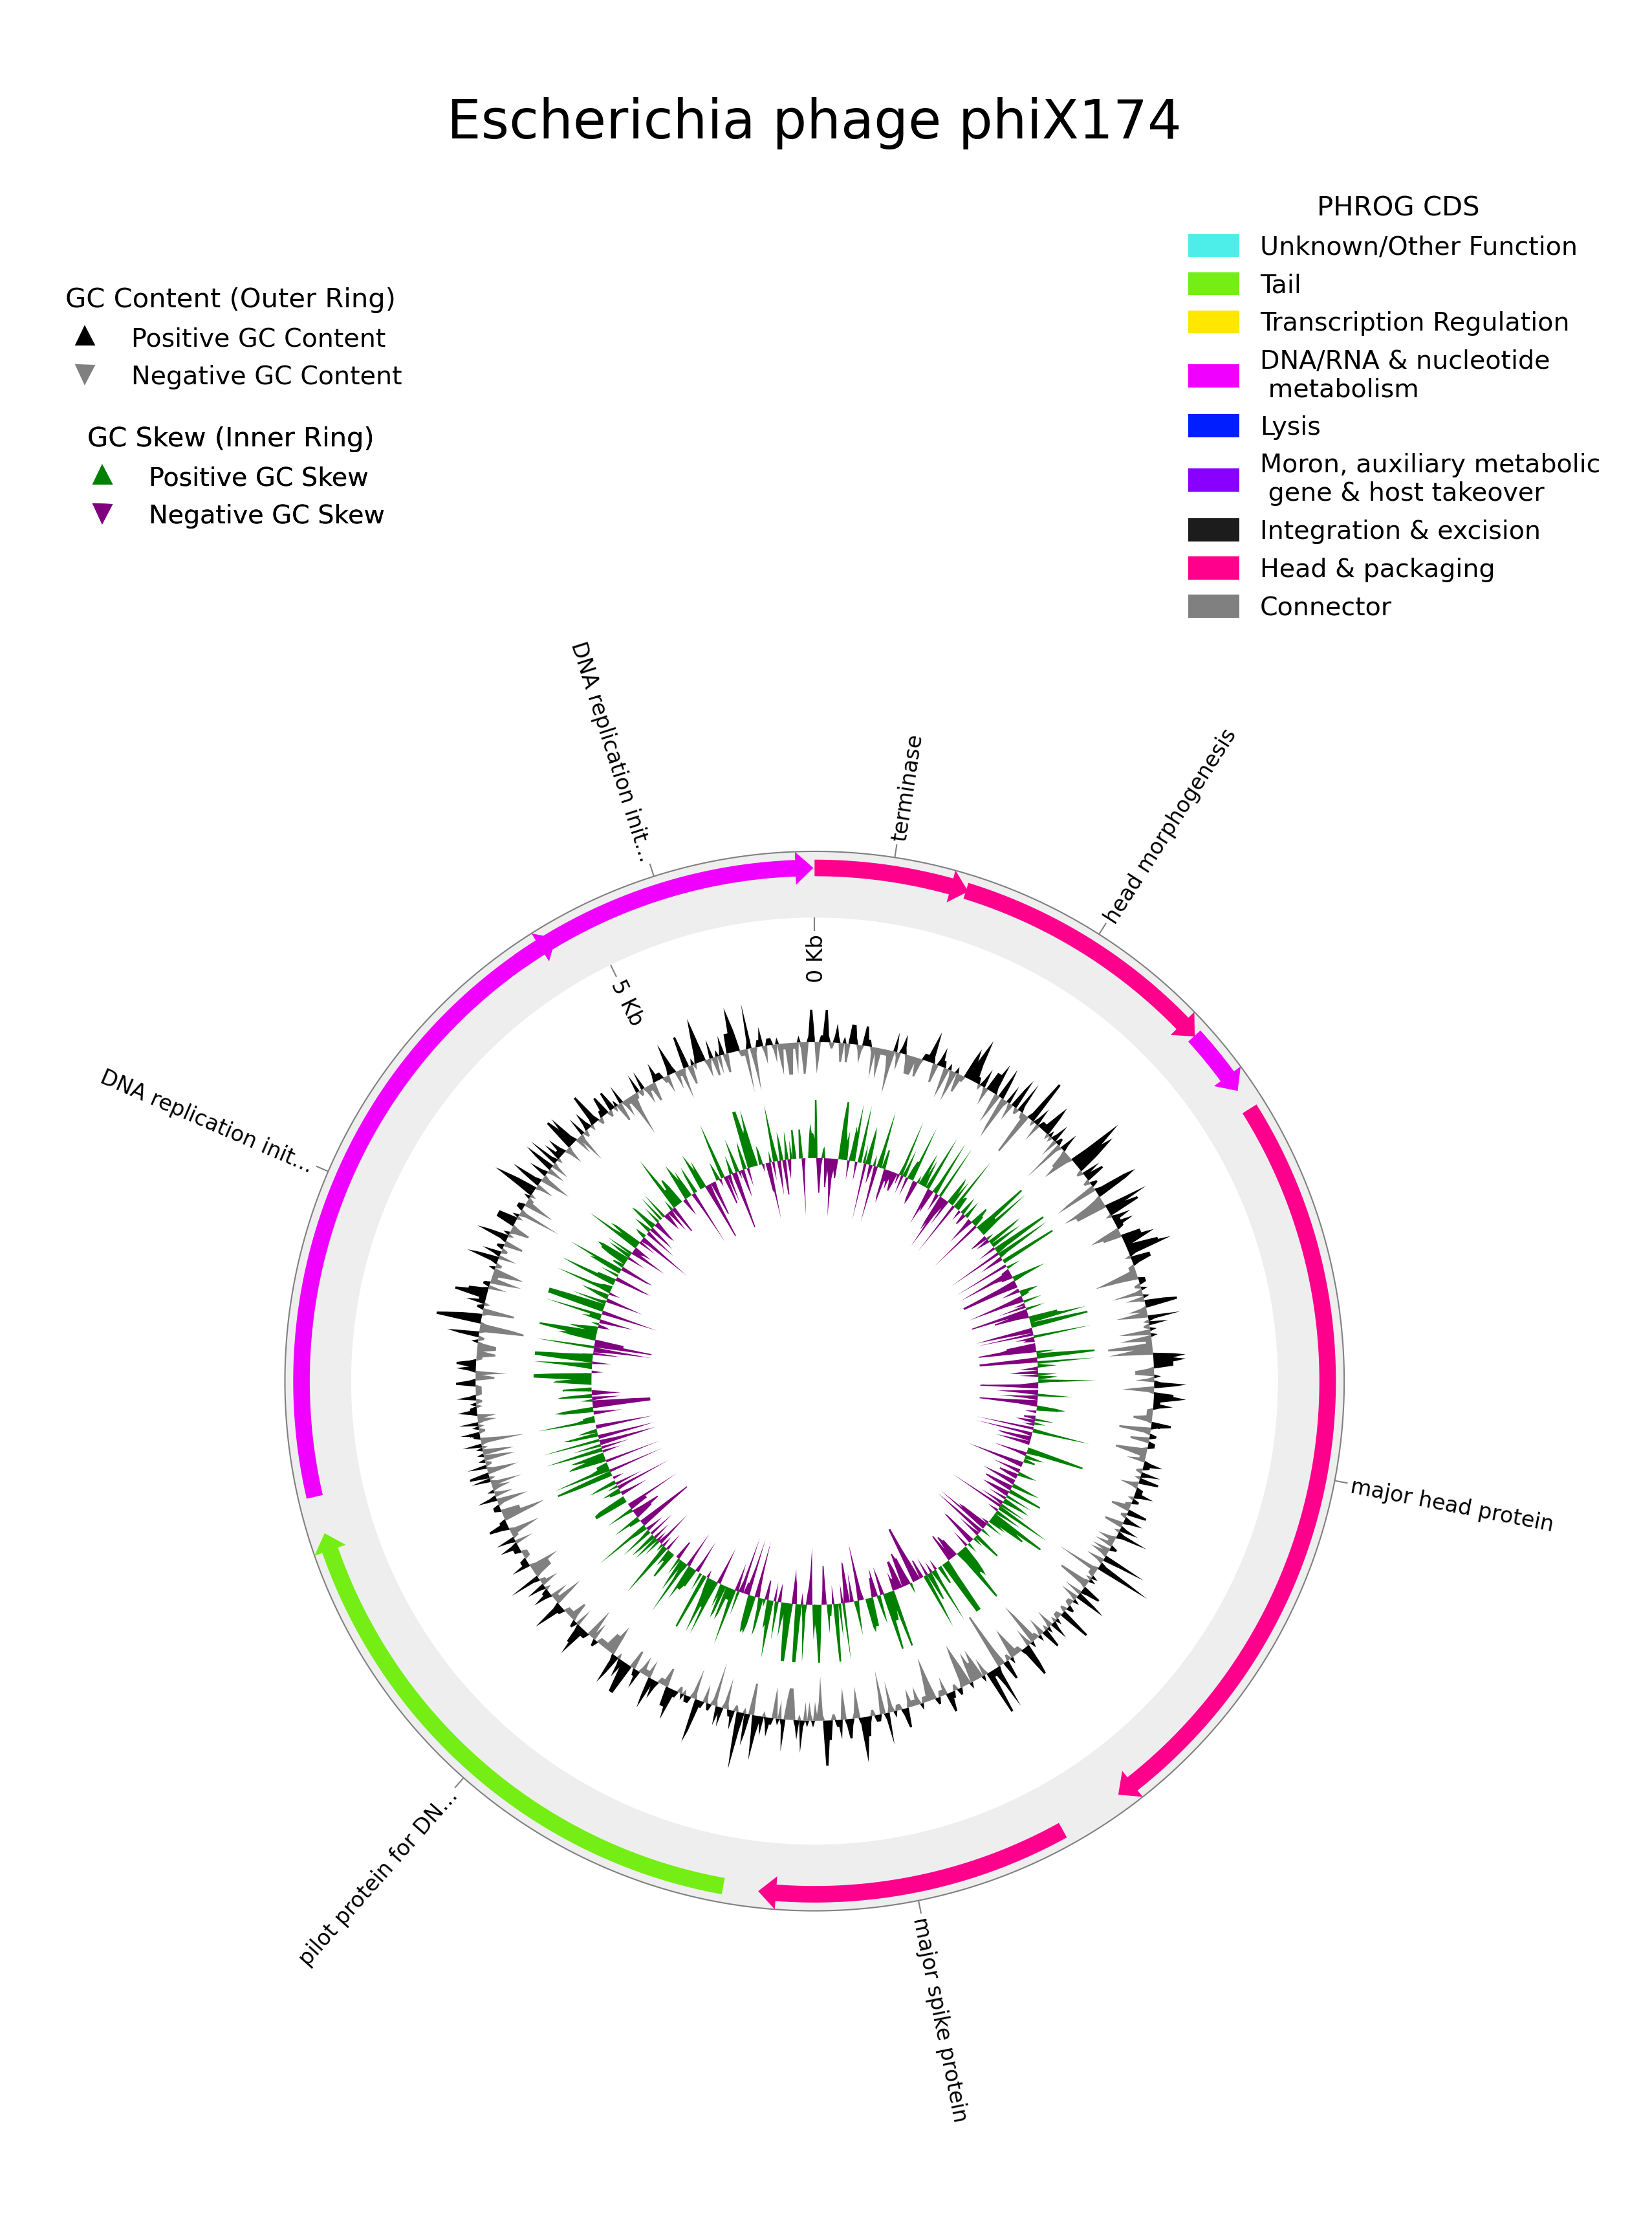 Escherichia phage phiX174
PHROG CDS
Unknown/Other Function
Tail
Transcription Regulation
DNA/RNA & nucleotide
metabolism
Lysis
Moron, auxiliary metabolic
gene & host takeover
Integration & excision
Head & packaging
Connector
GC Content (Outer Ring)
Positive GC Content
Negative GC Content
GC Skew (Inner Ring)
Positive GC Skew
Negative GC Skew
DNA replication init...
terminase
head morphogenesis
0 Kb
5 Kb
DNA replication init...
major head protein
pilot protein for DN...
major spike protein